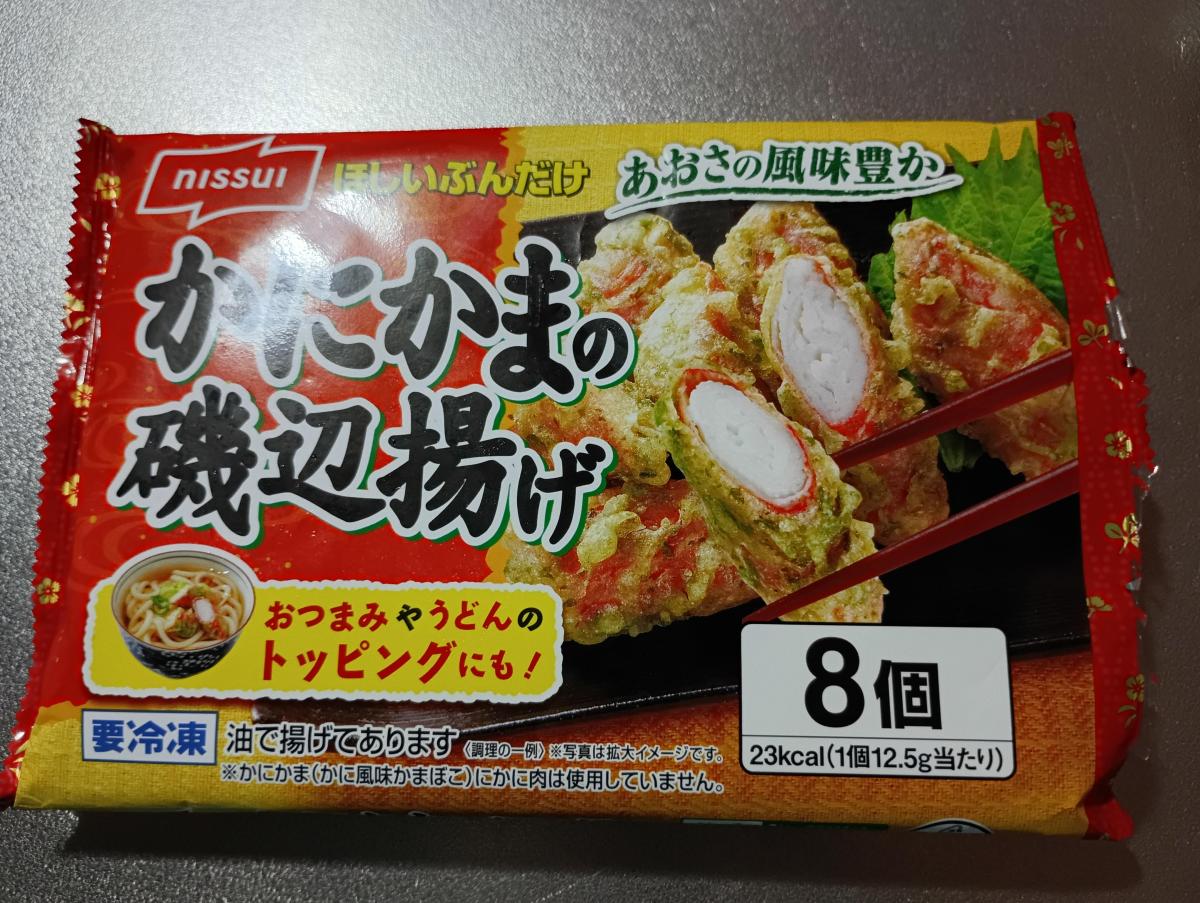 nissui
ほしいぶんだけ
あおさの風味豊か
かにかまの
磯辺揚げ
おつまみやうどんの
トッピングにも!
要冷凍
油で揚げてあります〈調理の一例〉※写真は拡大イメージです。
※かにかま(かに風味かまぼこ)にかに肉は使用していません。
8個
23kcal(1個12.5g当たり)